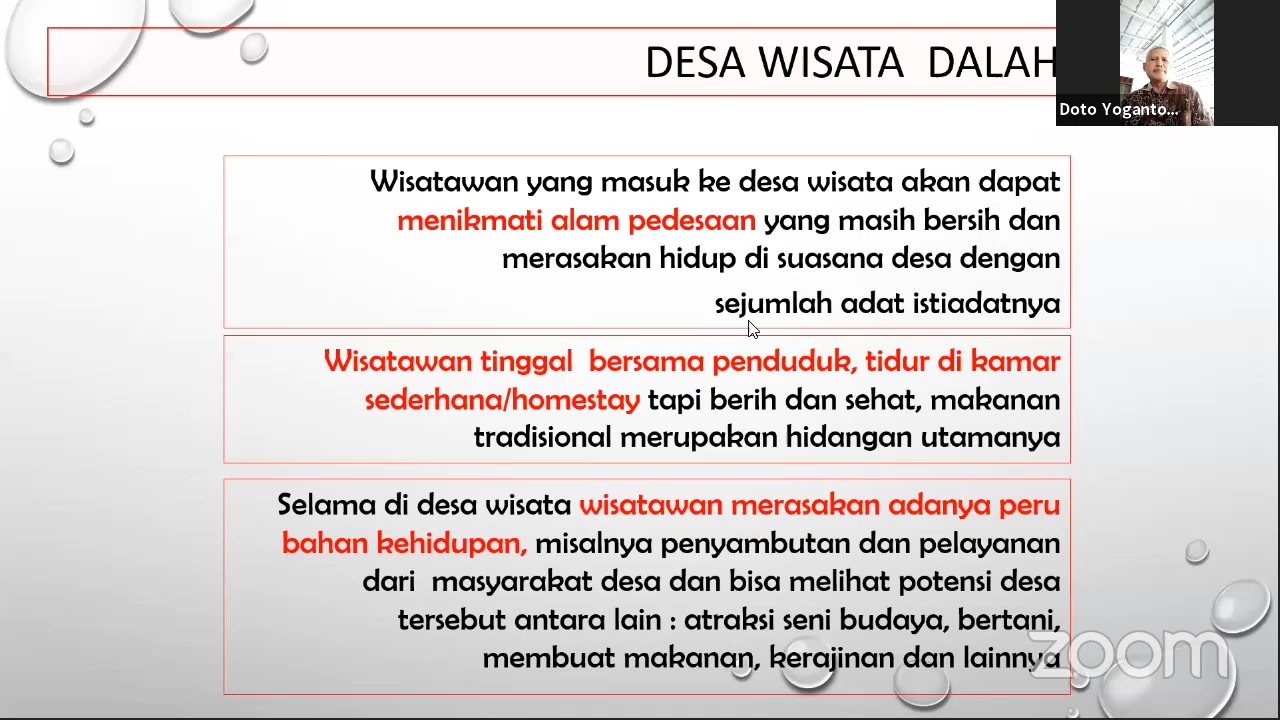 DESA WISATA DALAH
Doto Yoganto...
Wisatawan yang masuk ke desa wisata akan dapat
menikmati alam pedesaan yang masih bersih dan
merasakan hidup di suasana desa dengan
sejumlah adat istiadatnya
Wisatawan tinggal bersama penduduk, tidur di kamar
sederhana/homestay tapi berih dan sehat, makanan
tradisional merupakan hidangan utamanya
Selama di desa wisata wisatawan merasakan adanya peru
bahan kehidupan, misalnya penyambutan dan pelayanan
dari masyarakat desa dan bisa melihat potensi desa
tersebut antara lain : atraksi seni budaya, bertani,
membuat makanan, kerajinan dan lainnya
zoom